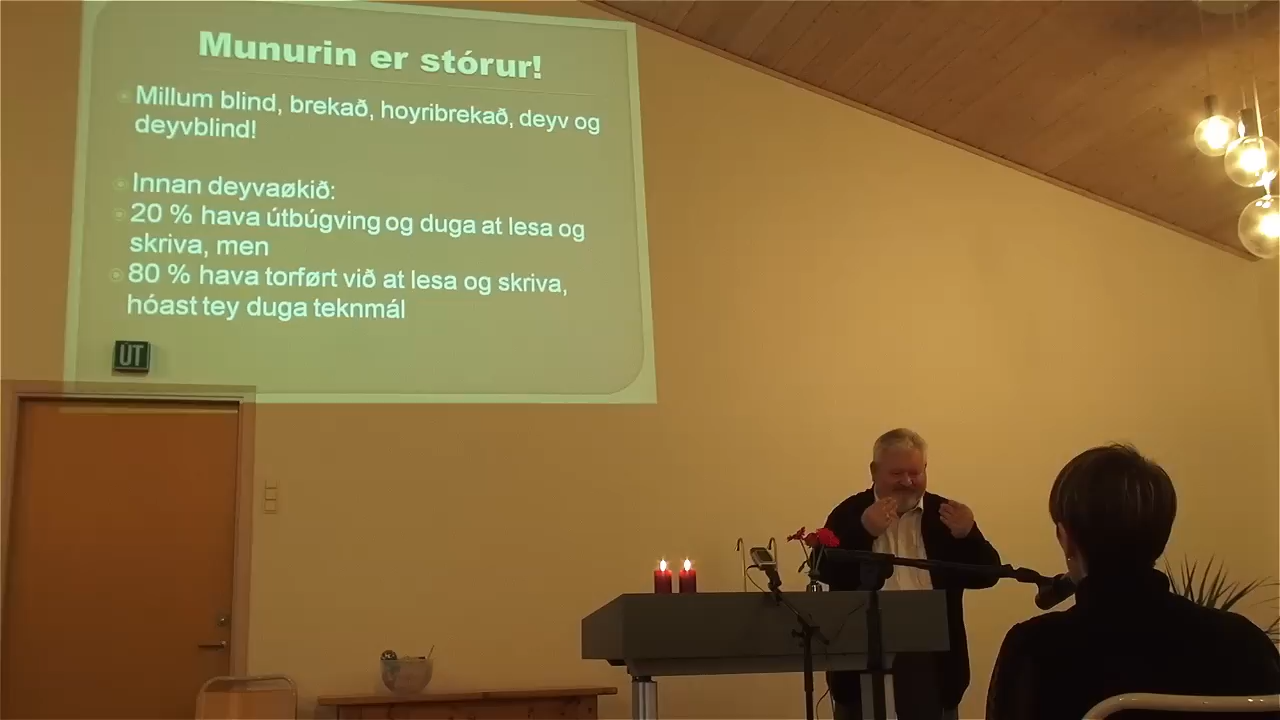 Munurin er stórur!
Millum blind, brekað, hoyribrekað, deyv og
deyvblind!
Innan deyvaøkið:
20 % hava útbúgving og duga at lesa og
skriva, men
80 % hava torført við at lesa og skriva,
hóast tey duga teknmál
ÚT